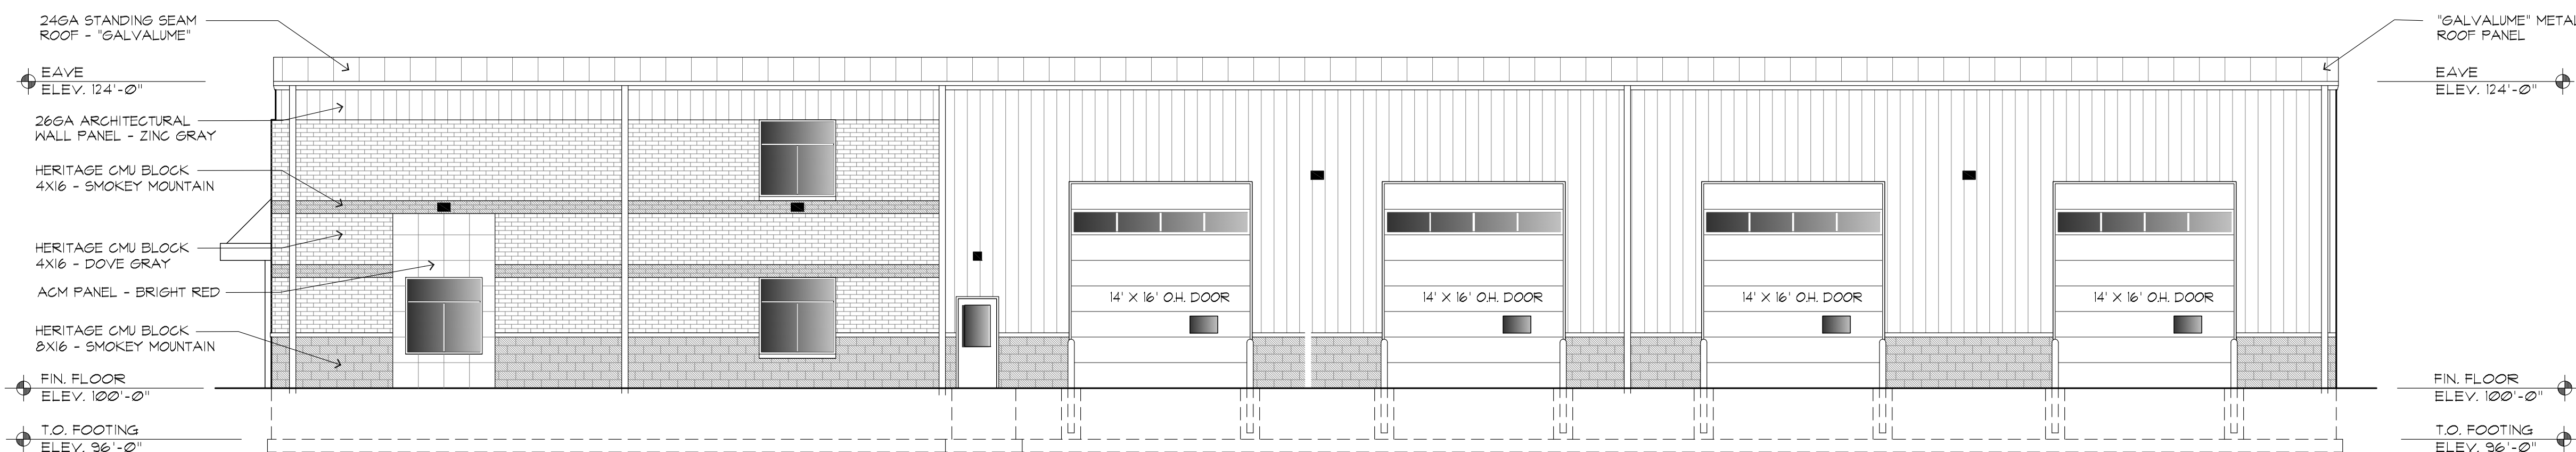 24GA STANDING SEAM
ROOF - "GALVALUME"
EAVE
ELEV. 124'-0"
26GA ARCHITECTURAL
WALL PANEL - ZINC GRAY
HERITAGE CMU BLOCK
4X16 - SMOKEY MOUNTAIN
HERITAGE CMU BLOCK
4X16 - DOVE GRAY
ACM PANEL - BRIGHT RED
HERITAGE CMU BLOCK
8X16 - SMOKEY MOUNTAIN
FIN. FLOOR
ELEV. 100'-0"
T.O. FOOTING
ELEV. 96'-0"
14' X 16' O.H. DOOR
14' X 16' O.H. DOOR
14' X 16' O.H. DOOR
14' X 16' O.H. DOOR
"GALVALUME" META
ROOF PANEL
EAVE
ELEV. 124'-0"
FIN. FLOOR
ELEV. 100'-0"
T.O. FOOTING
ELEV. 96'-0"